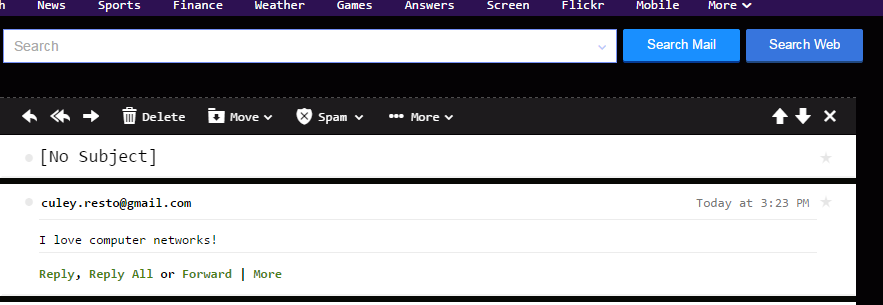 h News Sports Finance Weather Games Answers Screen Flickr Mobile More
Search Search Mail Search Web
Delete Move Spam More
[No Subject]
culey.resto@gmail.com Today at 3:23 PM
I love computer networks!
Reply, Reply All or Forward | More